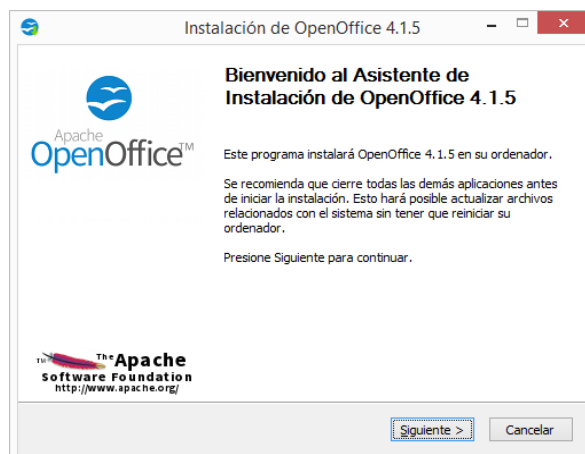 Instalación de OpenOffice 4.1.5
Bienvenido al Asistente de
Instalación de OpenOffice 4.1.5
Apache
OpenOffice™
Este programa instalará OpenOffice 4.1.5 en su ordenador.
Se recomienda que cierre todas las demás aplicaciones antes
de iniciar la instalación. Esto hará posible actualizar archivos
relacionados con el sistema sin tener que reiniciar su
ordenador.
Presione Siguiente para continuar.
TM The Apache
Software Foundation
http://www.apache.org/
Siguiente >
Cancelar